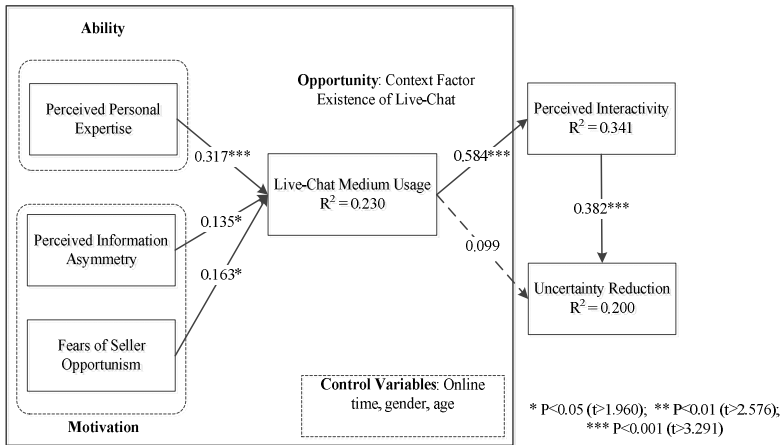 Ability
Opportunity: Context Factor
Existence of Live-Chat
Perceived Personal
Expertise
Perceived Interactivity
R² = 0.341
0.317***
0.584***
Live-Chat Medium Usage
R² = 0.230
0.382***
0.135*
Perceived Information
Asymmetry
0.099
0.163*
Uncertainty Reduction
R² = 0.200
Fears of Seller
Opportunism
Control Variables: Online
time, gender, age
Motivation
* P<0.05 (t>1.960); ** P<0.01 (t>2.576);
*** P<0.001 (t>3.291)